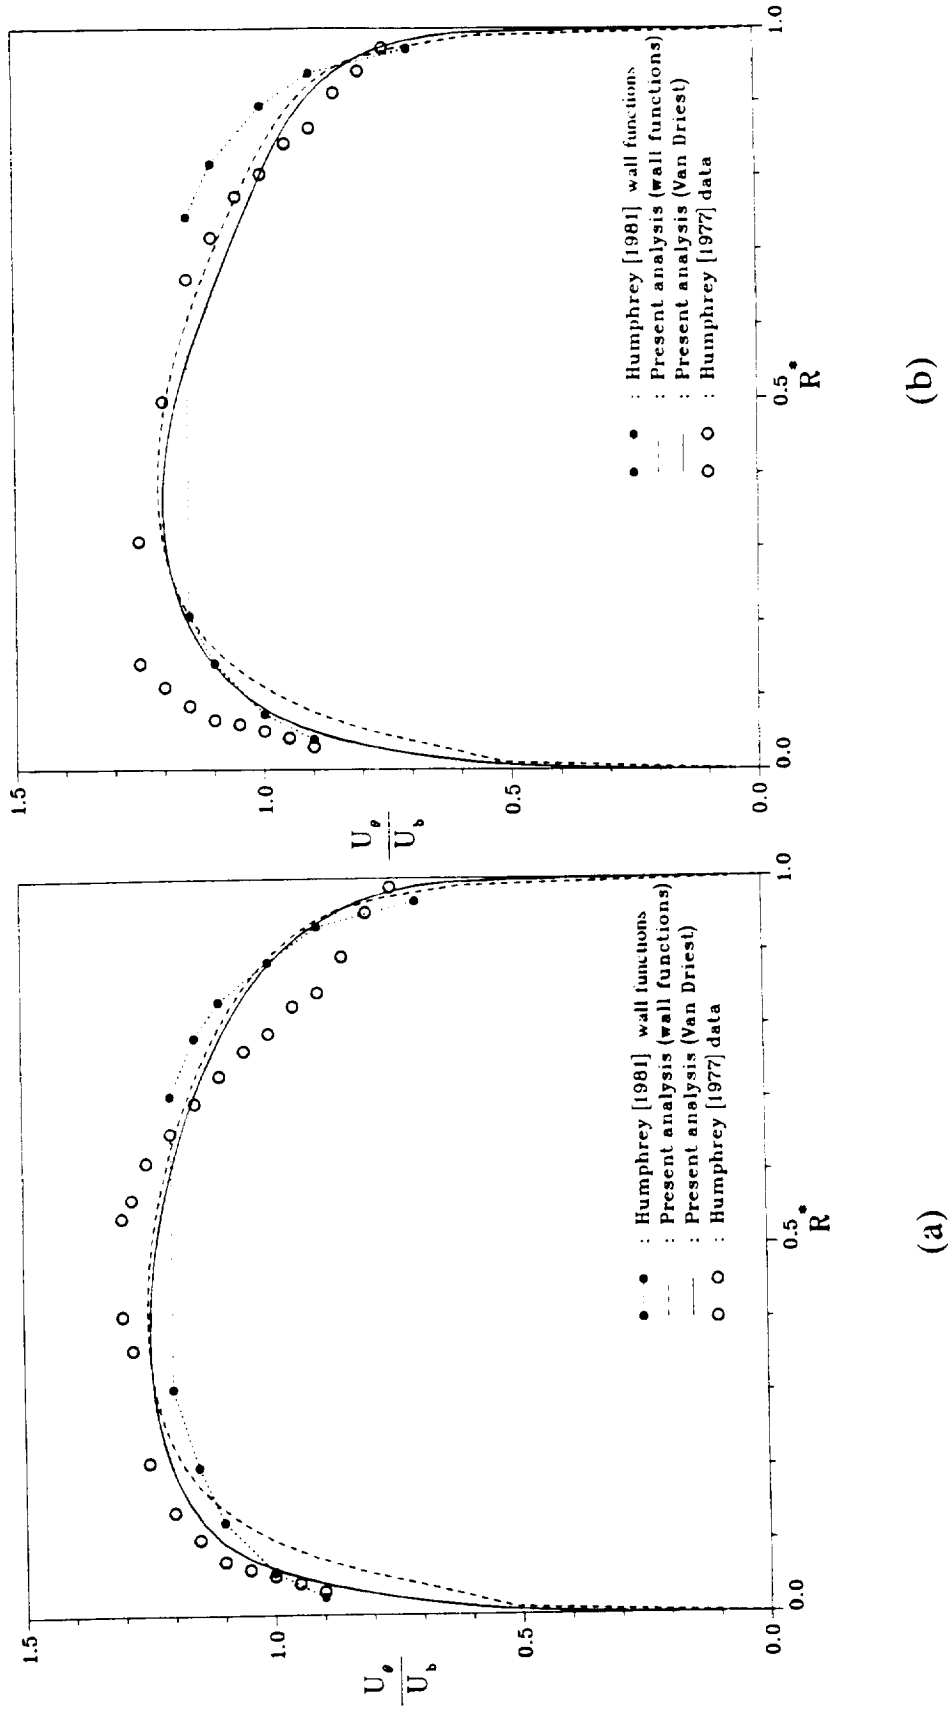 1.5
1.0
0.5
0.0
U_θ
U_b
0.0
0.5
1.0
R*
: Humphrey [1981] wall functions
: Present analysis (wall functions)
: Present analysis (Van Driest)
: Humphrey [1977] data
(a)
1.5
1.0
0.5
0.0
U_θ
U_b
0.0
0.5
1.0
R*
: Humphrey [1981] wall functions
: Present analysis (wall functions)
: Present analysis (Van Driest)
: Humphrey [1977] data
(b)